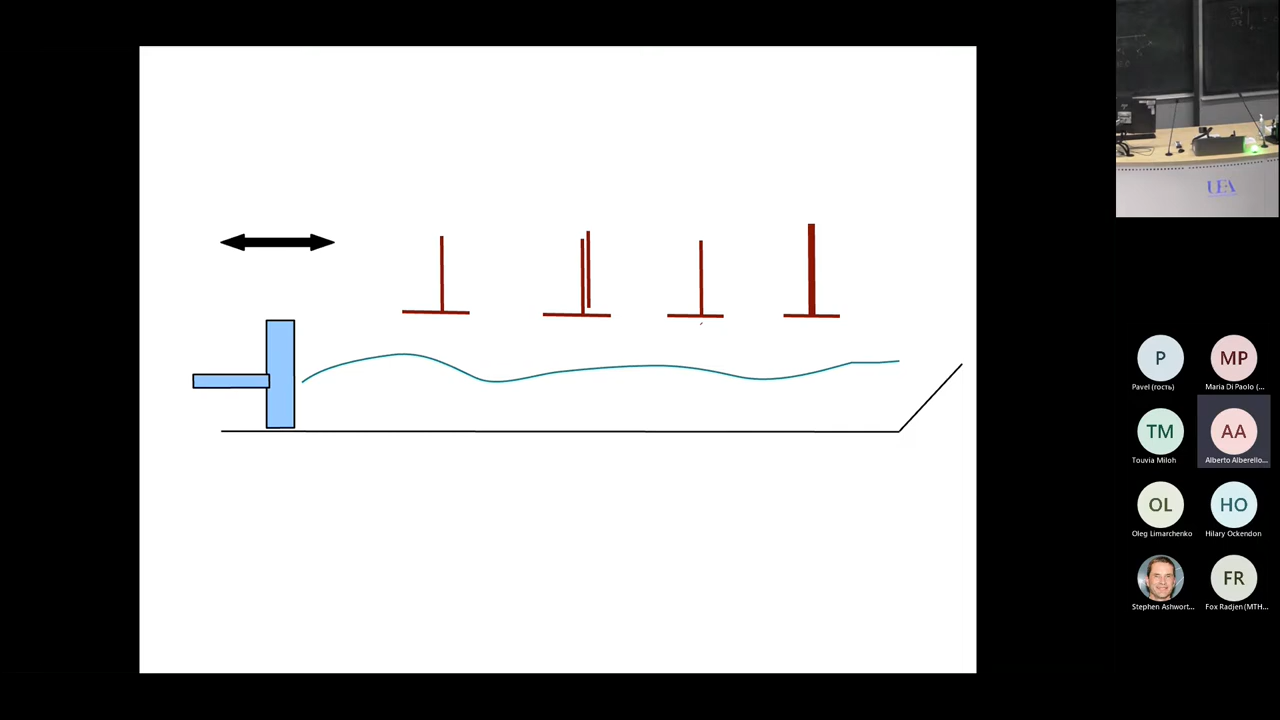 UEA
P
MP
Pavel (гость)
Maria Di Paolo (...
TM
AA
Touvia Miloh
Alberto Alberello...
OL
HO
Oleg Limarchenko
Hilary Ockendon
FR
Stephen Ashwort...
Fox Radjen (MTH...